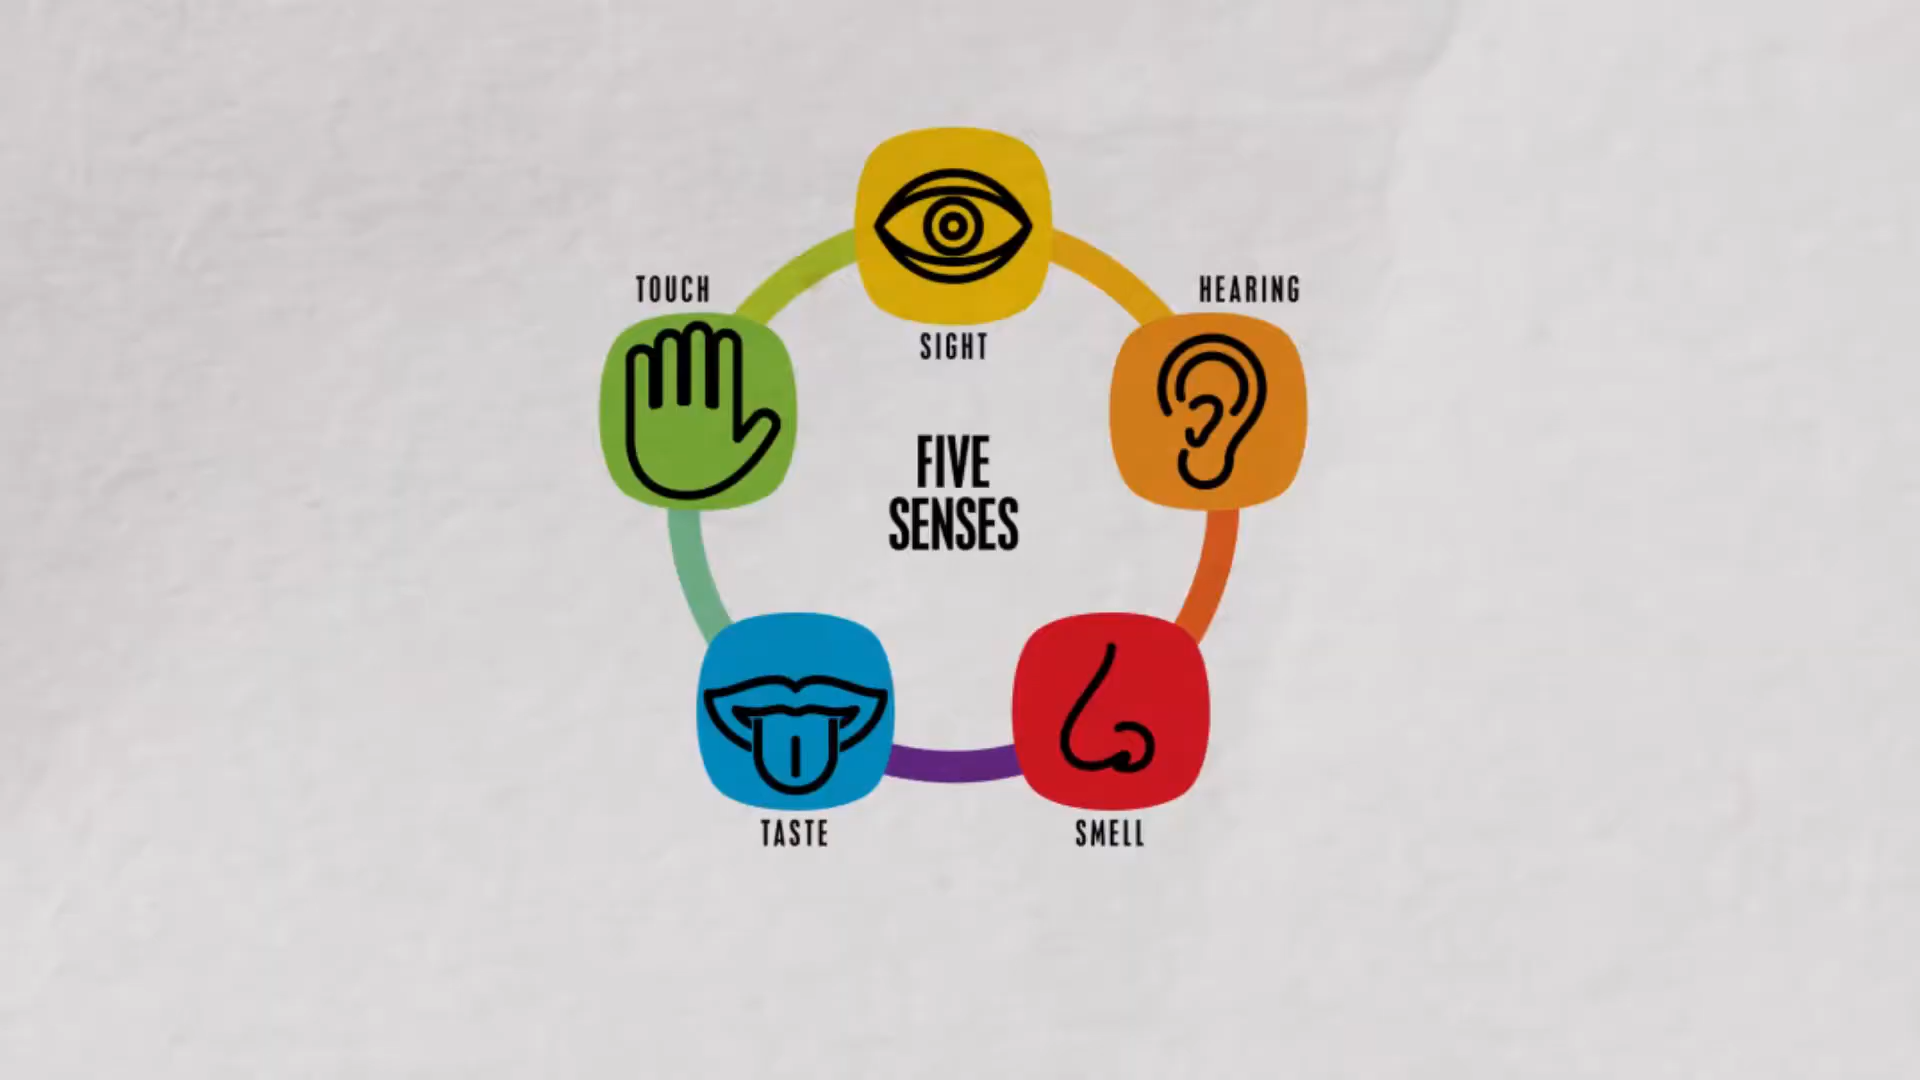 TOUCH
HEARING
SIGHT
FIVE
SENSES
TASTE
SMELL